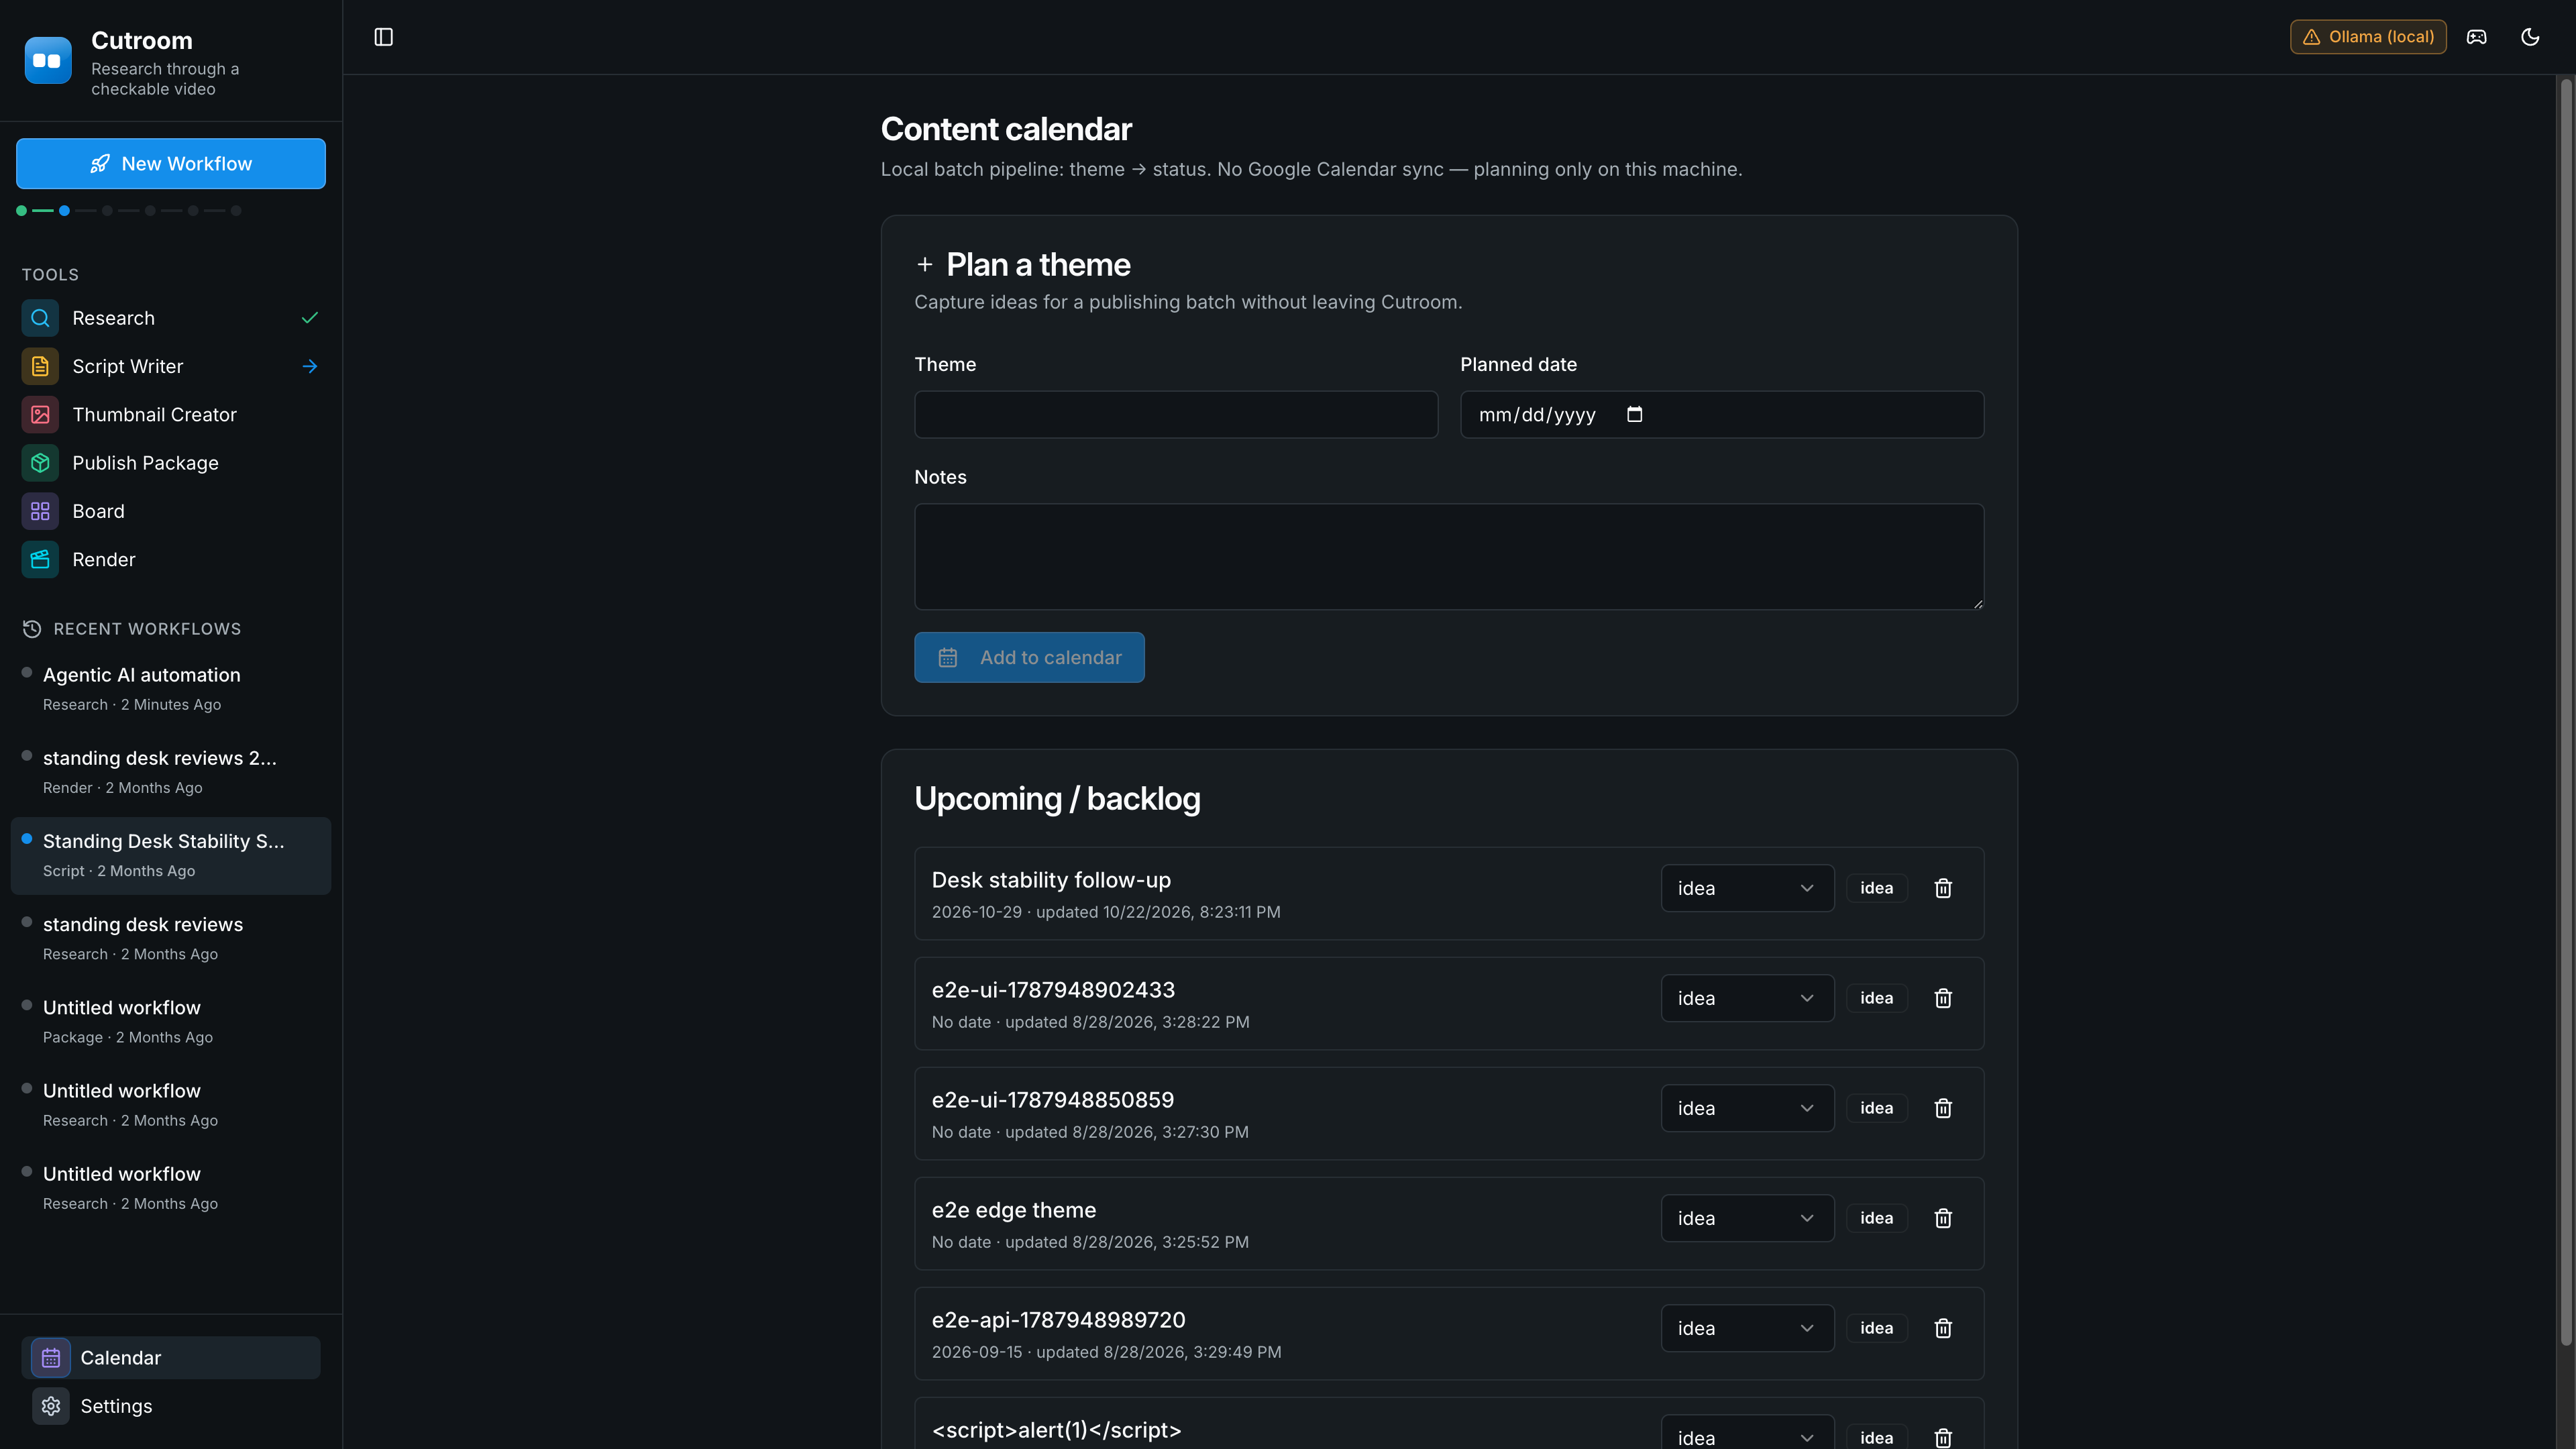 Cutroom
Research through a
checkable video
New Workflow
TOOLS
Research
Script Writer
Thumbnail Creator
Publish Package
Board
Render
RECENT WORKFLOWS
Agentic AI automation
Research · 2 Minutes Ago
standing desk reviews 2...
Render · 2 Months Ago
Standing Desk Stability S...
Script · 2 Months Ago
standing desk reviews
Research · 2 Months Ago
Untitled workflow
Package · 2 Months Ago
Untitled workflow
Research · 2 Months Ago
Untitled workflow
Research · 2 Months Ago
Calendar
Settings
Ollama (local)
Content calendar
Local batch pipeline: theme → status. No Google Calendar sync — planning only on this machine.
+ Plan a theme
Capture ideas for a publishing batch without leaving Cutroom.
Theme
Planned date
mm/dd/yyyy
Notes
Add to calendar
Upcoming / backlog
Desk stability follow-up
2026-10-29 · updated 10/22/2026, 8:23:11 PM
idea
idea
e2e-ui-1787948902433
No date · updated 8/28/2026, 3:28:22 PM
idea
idea
e2e-ui-1787948850859
No date · updated 8/28/2026, 3:27:30 PM
idea
idea
e2e edge theme
No date · updated 8/28/2026, 3:25:52 PM
idea
idea
e2e-api-1787948989720
2026-09-15 · updated 8/28/2026, 3:29:49 PM
idea
idea
<script>alert(1)</script>
idea
idea